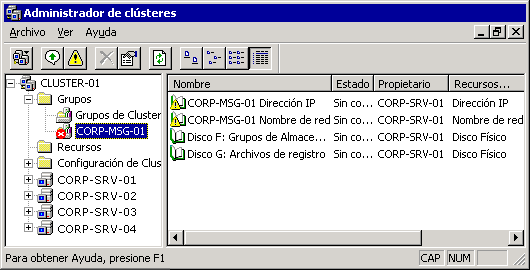 Administrador de clústeres
Archivo Ver Ayuda
CLUSTER-01
Grupos
Grupos de Cluster
CORP-MSG-01
Recursos
Configuración de Clus
CORP-SRV-01
CORP-SRV-02
CORP-SRV-03
CORP-SRV-04
Nombre Estado Propietario Recursos...
CORP-MSG-01 Dirección IP Sin co... CORP-SRV-01 Dirección IP
CORP-MSG-01 Nombre de red Sin co... CORP-SRV-01 Nombre de red
Disco F: Grupos de Almace... Sin co... CORP-SRV-01 Disco Físico
Disco G: Archivos de registro Sin co... CORP-SRV-01 Disco Físico
Para obtener Ayuda, presione F1 CAP NUM